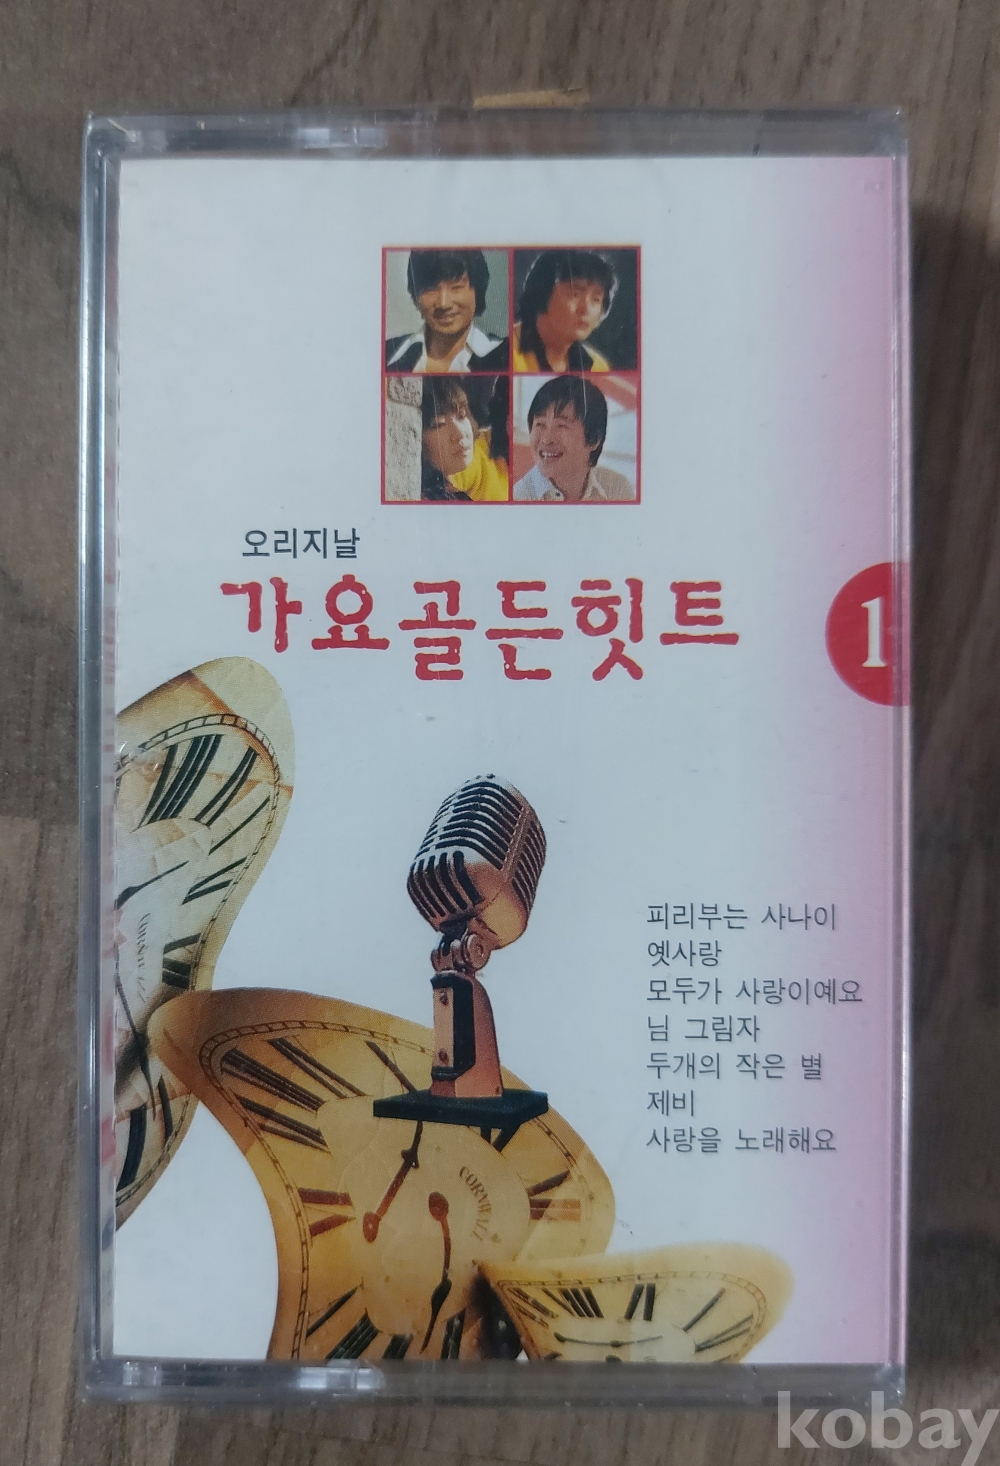 오리지날
가요골든힛트
1
피리부는 사나이
옛사랑
모두가 사랑이예요
님 그림자
두개의 작은 별
제비
사랑을 노래해요
kobay